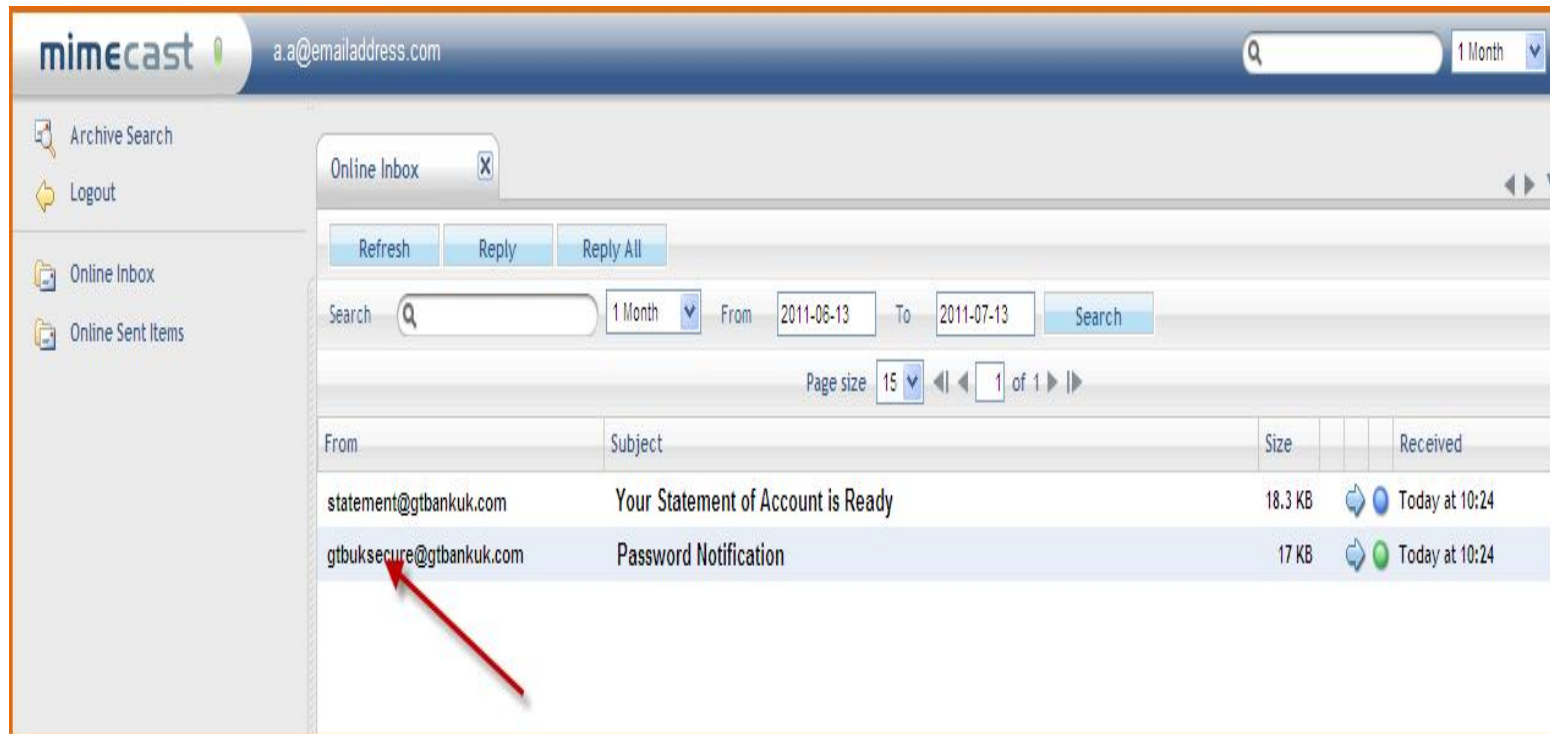 mimecast a.a@emailaddress.com 1 Month
Archive Search
Logout
Online Inbox
Online Sent Items
Online Inbox
Refresh Reply Reply All
Search 1 Month From 2011-06-13 To 2011-07-13 Search
Page size 15 1 of 1
From Subject Size Received
statement@gtbankuk.com Your Statement of Account is Ready 18.3 KB Today at 10:24
gtbuksecure@gtbankuk.com Password Notification 17 KB Today at 10:24